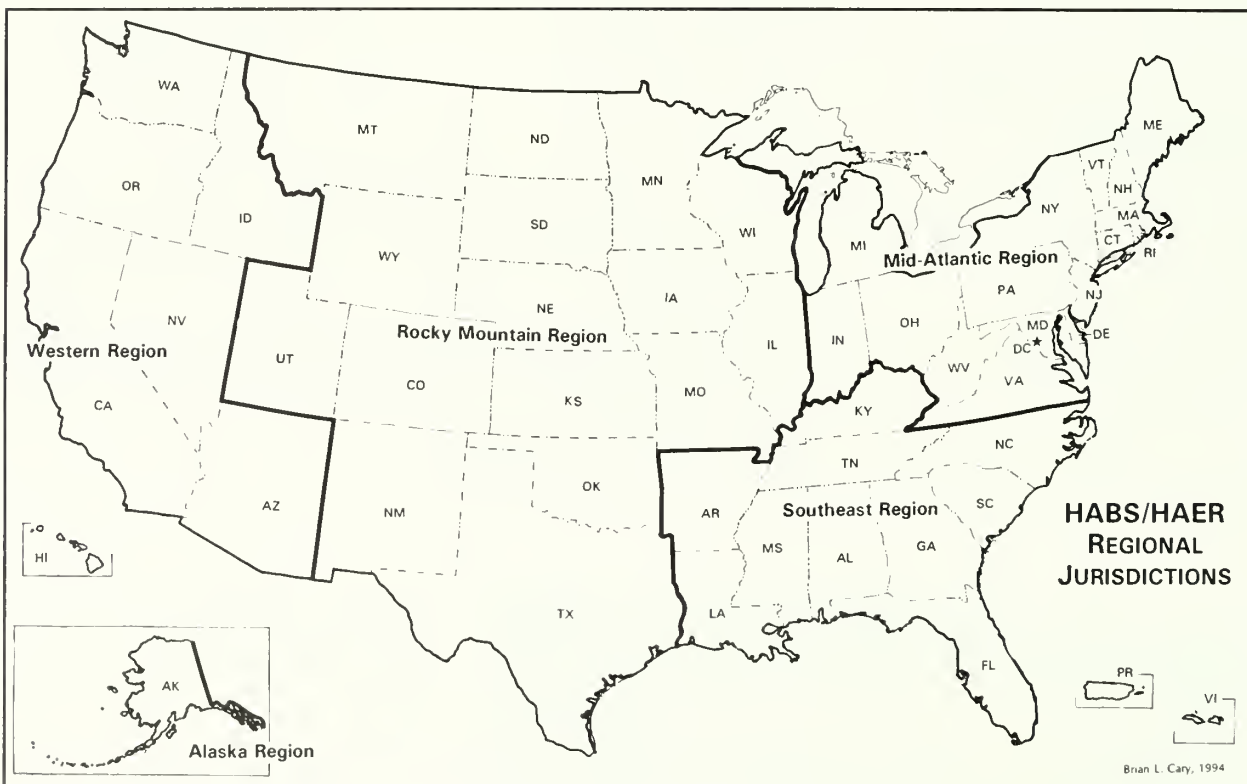 WA
MT
ND
MN
ME
VT
NH
OR
ID
SD
WI
NY
MA
MI
CT
RI
WY
Mid-Atlantic Region
IA
PA
NJ
NE
OH
NV
Rocky Mountain Region
MD
DE
Western Region
UT
IL
IN
DC
WV
VA
CO
KS
MO
CA
KY
NC
TN
OK
AZ
NM
AR
Southeast Region
SC
HABS/HAER
REGIONAL
JURISDICTIONS
MS
AL
GA
HI
TX
LA
FL
PR
AK
VI
Alaska Region
Brian L. Cary, 1994